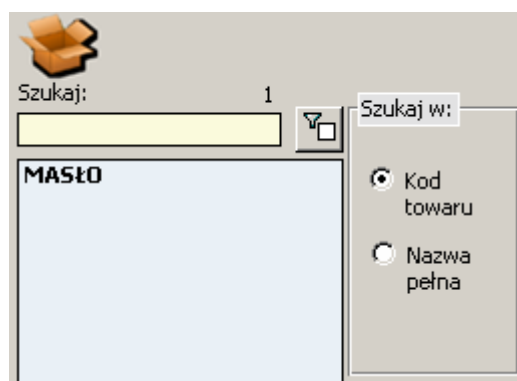 Szukaj: 1
Szukaj w:
MASŁO
Kod
towaru
Nazwa
pełna